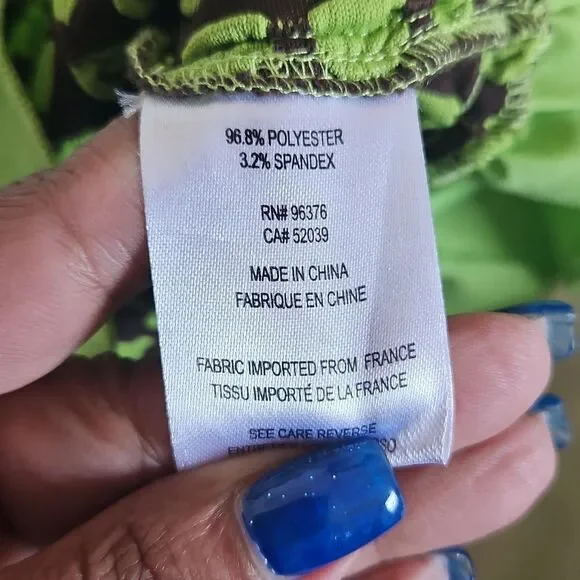 96.8% POLYESTER
3.2% SPANDEX
RN# 96376
CA# 52039
MADE IN CHINA
FABRIQUE EN CHINE
FABRIC IMPORTED FROM FRANCE
TISSU IMPORTÉ DE LA FRANCE
SEE CARE REVERSE